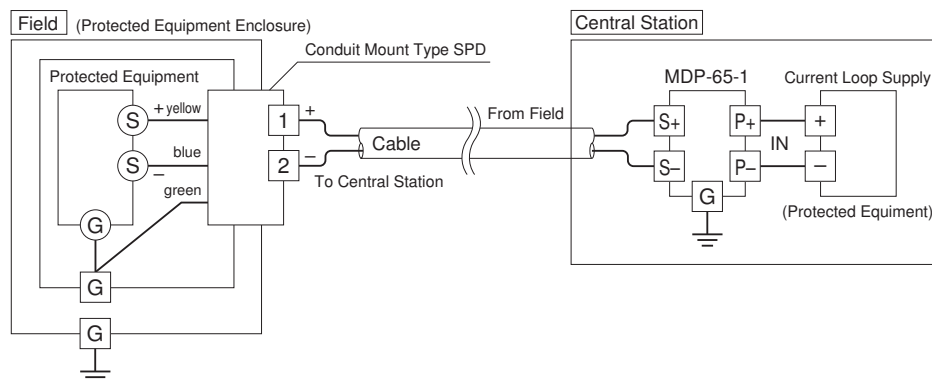 Field (Protected Equipment Enclosure)
Central Station
Conduit Mount Type SPD
Protected Equipment
MDP-65-1
Current Loop Supply
S
+ yellow
1
+
From Field
S+
P+
+
Cable
IN
S
blue
–
2
–
S–
P–
–
To Central Station
green
G
G
(Protected Equiment)
G
G